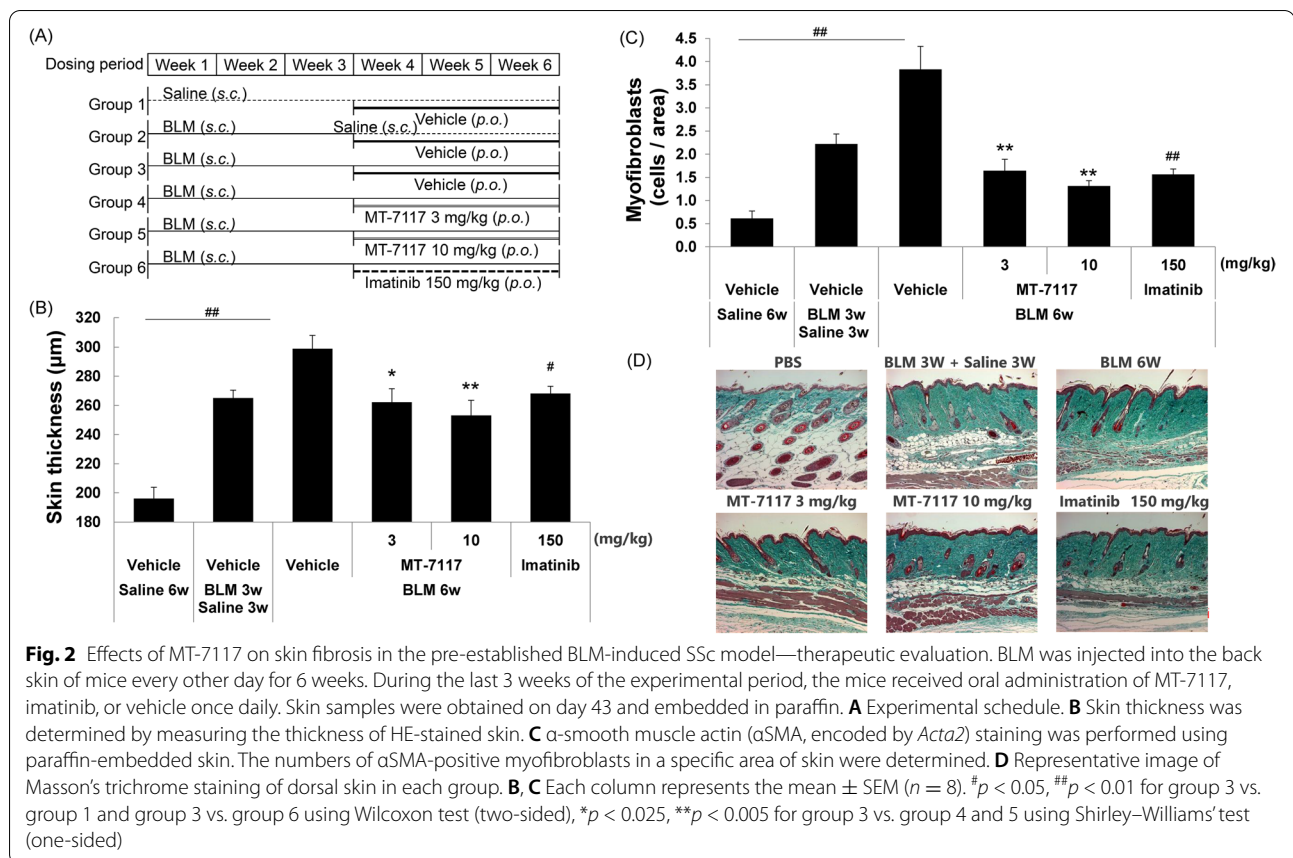 (A)
Dosing period Week 1 Week 2 Week 3 Week 4 Week 5 Week 6
Saline (s.c.)
Group 1
Vehicle (p.o.)
BLM (s.c.) Saline (s.c.)
Group 2
Vehicle (p.o.)
BLM (s.c.)
Group 3
Vehicle (p.o.)
BLM (s.c.)
Group 4
MT-7117 3 mg/kg (p.o.)
BLM (s.c.)
Group 5
MT-7117 10 mg/kg (p.o.)
BLM (s.c.)
Group 6
Imatinib 150 mg/kg (p.o.)
(B)
Skin thickness (µm)
320
300
280
260
240
220
200
180
##
*
**
#
3 10 150 (mg/kg)
Vehicle Vehicle Vehicle MT-7117 Imatinib
Saline 6w BLM 3w BLM 6w
Saline 3w
(C)
Myofibroblasts
(cells / area)
4.5
4.0
3.5
3.0
2.5
2.0
1.5
1.0
0.5
0.0
##
**
**
##
3 10 150 (mg/kg)
Vehicle Vehicle Vehicle MT-7117 Imatinib
Saline 6w BLM 3w BLM 6w
Saline 3w
(D)
PBS BLM 3W + Saline 3W BLM 6W
MT-7117 3 mg/kg MT-7117 10 mg/kg Imatinib 150 mg/kg
Fig. 2 Effects of MT-7117 on skin fibrosis in the pre-established BLM-induced SSc model—therapeutic evaluation. BLM was injected into the back
skin of mice every other day for 6 weeks. During the last 3 weeks of the experimental period, the mice received oral administration of MT-7117,
imatinib, or vehicle once daily. Skin samples were obtained on day 43 and embedded in paraffin. A Experimental schedule. B Skin thickness was
determined by measuring the thickness of HE-stained skin. C α-smooth muscle actin (αSMA, encoded by Acta2) staining was performed using
paraffin-embedded skin. The numbers of αSMA-positive myofibroblasts in a specific area of skin were determined. D Representative image of
Masson's trichrome staining of dorsal skin in each group. B, C Each column represents the mean ± SEM (n = 8). #p < 0.05, ##p < 0.01 for group 3 vs.
group 1 and group 3 vs. group 6 using Wilcoxon test (two-sided), *p < 0.025, **p < 0.005 for group 3 vs. group 4 and 5 using Shirley–Williams' test
(one-sided)